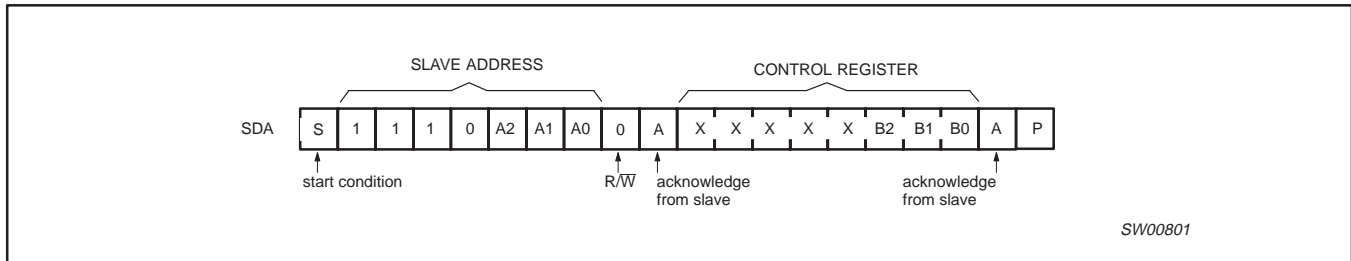 SLAVE ADDRESS CONTROL REGISTER
SDA S 1 1 1 0 A2 A1 A0 0 A X X X X X B2 B1 B0 A P
start condition R/W̅ acknowledge from slave acknowledge from slave
SW00801